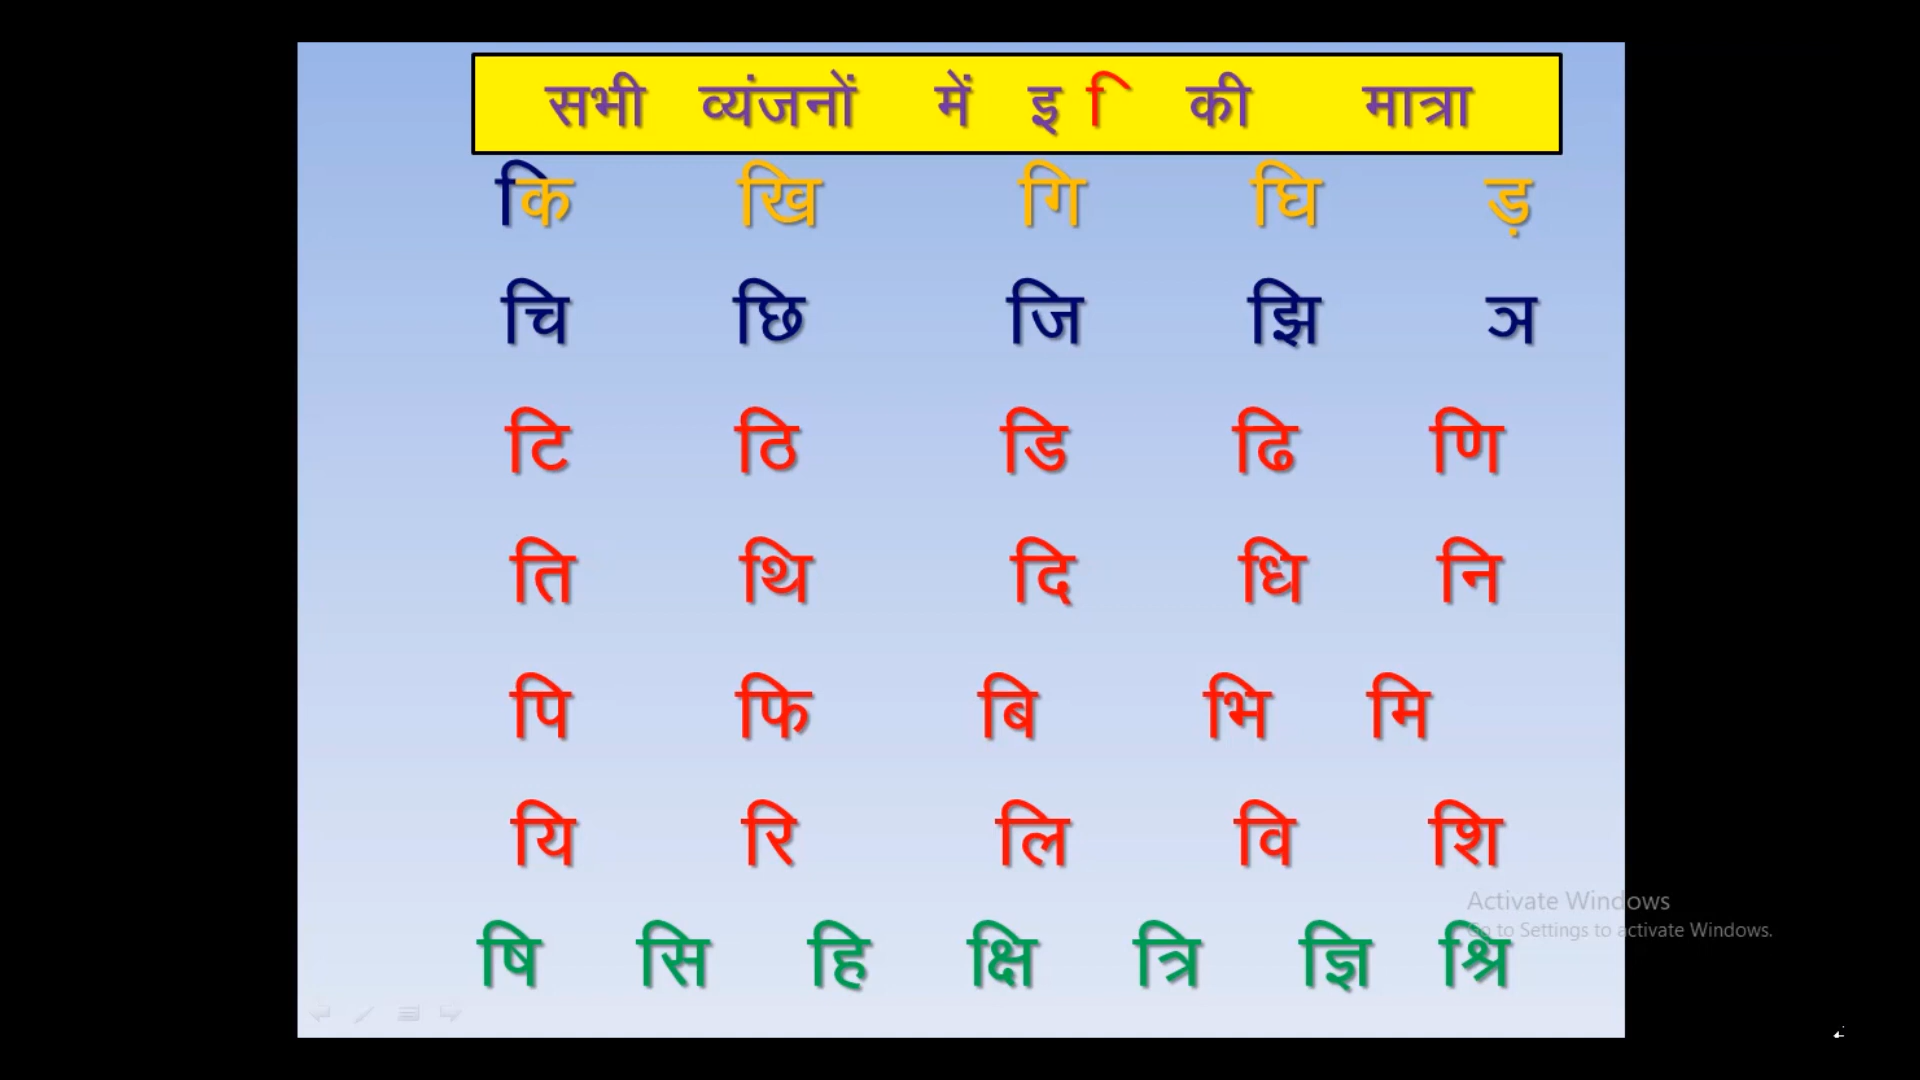 सभी व्यंजनों में इ ि की मात्रा
कि खि गि घि ड़
चि छि जि झि ञ
टि ठि डि ढि णि
ति थि दि धि नि
पि फि बि भि मि
यि रि लि वि शि
षि सि हि क्षि त्रि ज्ञि श्रि
Activate Windows
Go to Settings to activate Windows.